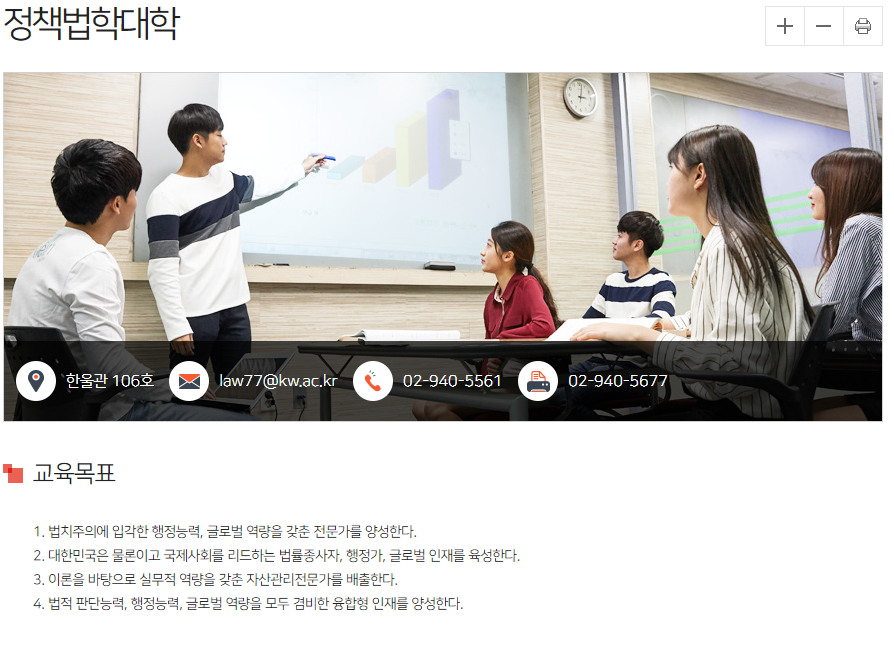 정책법학대학
한울관 106호
law77@kw.ac.kr
02-940-5561
02-940-5677
교육목표
1. 법치주의에 입각한 행정능력, 글로벌 역량을 갖춘 전문가를 양성한다.
2. 대한민국은 물론이고 국제사회를 리드하는 법률종사자, 행정가, 글로벌 인재를 육성한다.
3. 이론을 바탕으로 실무적 역량을 갖춘 자산관리전문가를 배출한다.
4. 법적 판단능력, 행정능력, 글로벌 역량을 모두 겸비한 융합형 인재를 양성한다.